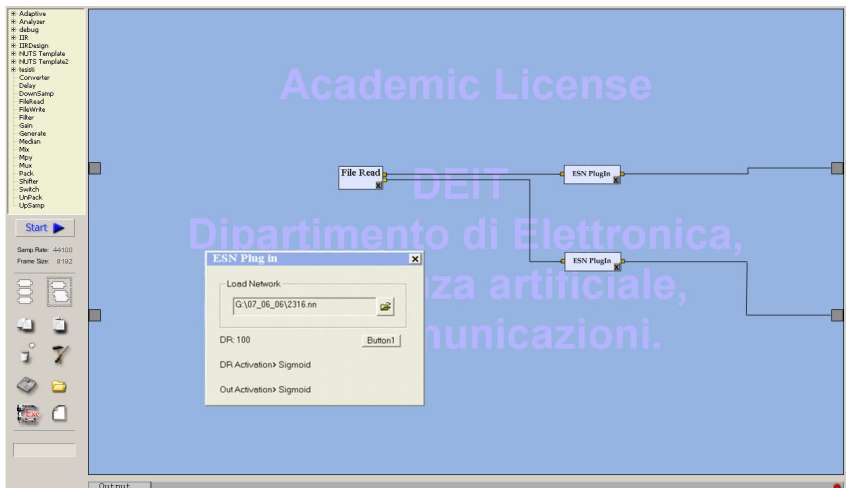 Adaptive
Analyzer
debug
IIR
IIRDesign
NUTS Template
NUTS Template2
tesisti
Converter
Delay
DownSamp
FileRead
FileWrite
Filter
Gain
Generate
Median
Mix
Mpy
Mux
Pack
Shifter
Switch
UnPack
UpSamp
Start
Samp.Rate: 44100
Frame Size: 8192
Exe
Academic License
DEIT
Dipartimento di Elettronica,
za artificiale,
municazioni.
File Read
ESN PlugIn
ESN PlugIn
ESN Plug in
Load Network
G:\07_06_06\2316.nn
DR: 100
Button1
DR Activation> Sigmoid
Out Activation> Sigmoid
Output